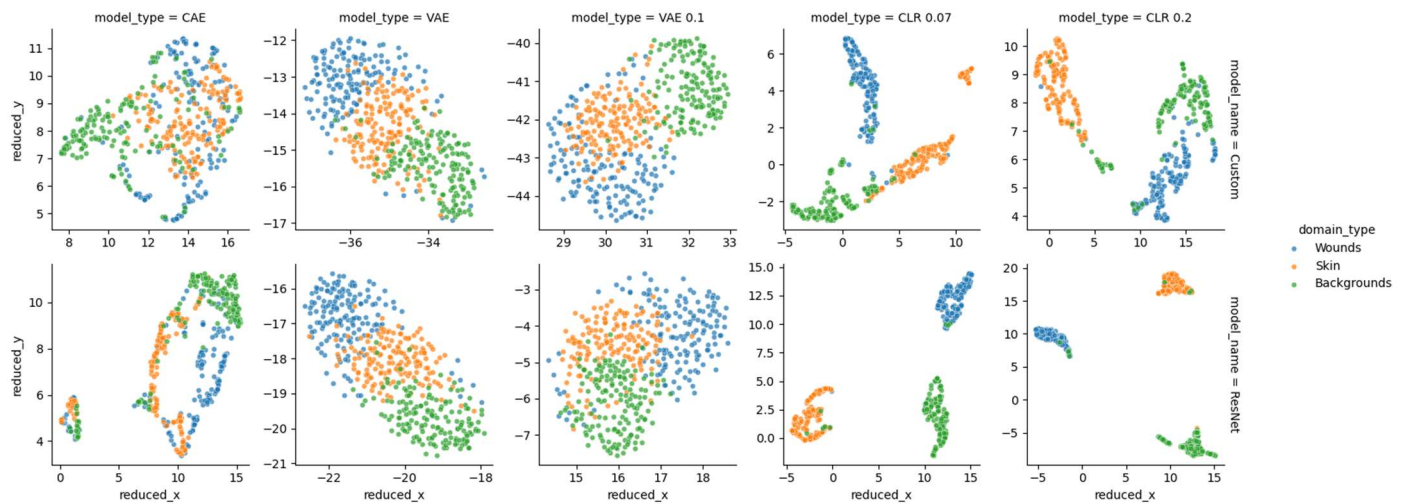 model_type = CAE
model_type = VAE
model_type = VAE 0.1
model_type = CLR 0.07
model_type = CLR 0.2
reduced_y
11
10
9
8
7
6
5
8 10 12 14 16
−12
−13
−14
−15
−16
−17
−36 −34
−40
−41
−42
−43
−44
29 30 31 32 33
6
4
2
0
−2
−5 0 5 10
10
9
8
7
6
5
4
0 5 10 15
model_name = Custom
domain_type
Wounds
Skin
Backgrounds
reduced_y
10
8
6
4
0 5 10 15
reduced_x
−16
−17
−18
−19
−20
−21
−22 −20 −18
reduced_x
−2
−3
−4
−5
−6
−7
15 16 17 18
reduced_x
15.0
12.5
10.0
7.5
5.0
2.5
0.0
−5 0 5 10 15
reduced_x
20
15
10
5
0
−5
−5 0 5 10 15
reduced_x
model_name = ResNet